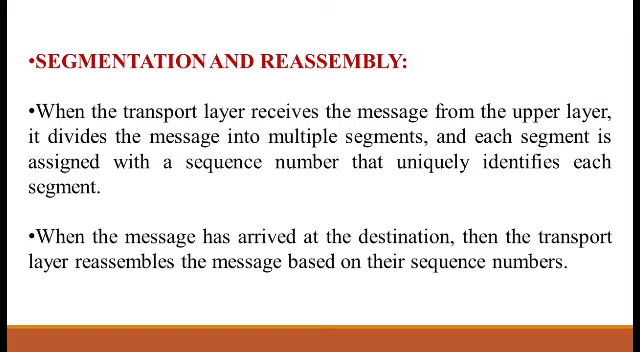 •SEGMENTATION AND REASSEMBLY:
•When the transport layer receives the message from the upper layer,
it divides the message into multiple segments, and each segment is
assigned with a sequence number that uniquely identifies each
segment.
•When the message has arrived at the destination, then the transport
layer reassembles the message based on their sequence numbers.